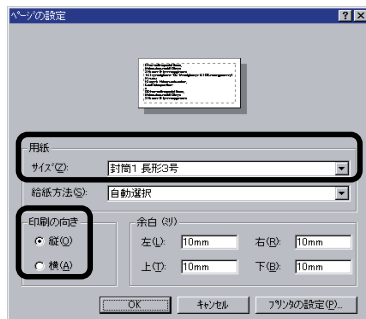 ページの設定
用紙
サイズ(Z): 封筒1 長形3号
給紙方法(S): 自動選択
印刷の向き
縦(O)
横(A)
余白 (ミリ)
左(L): 10mm 右(R): 10mm
上(T): 10mm 下(B): 10mm
OK キャンセル プリンタの設定(P)...